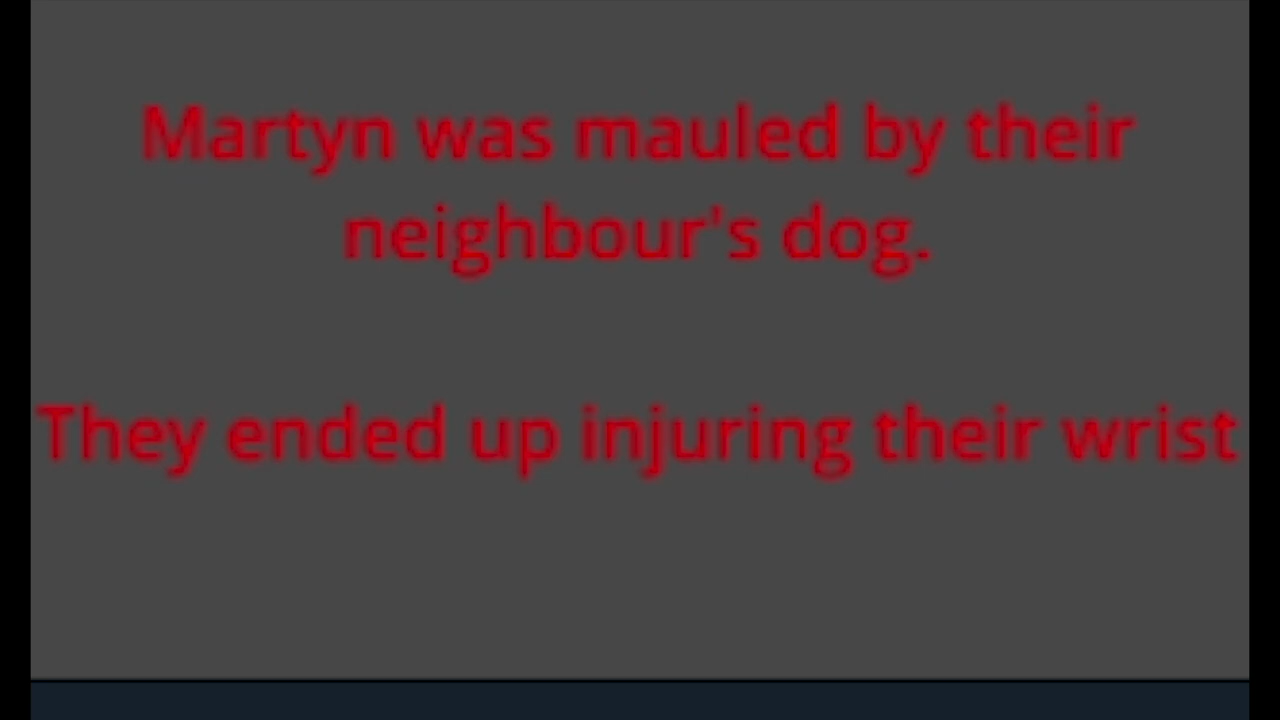 Martyn was mauled by their
neighbour's dog.
They ended up injuring their wrist